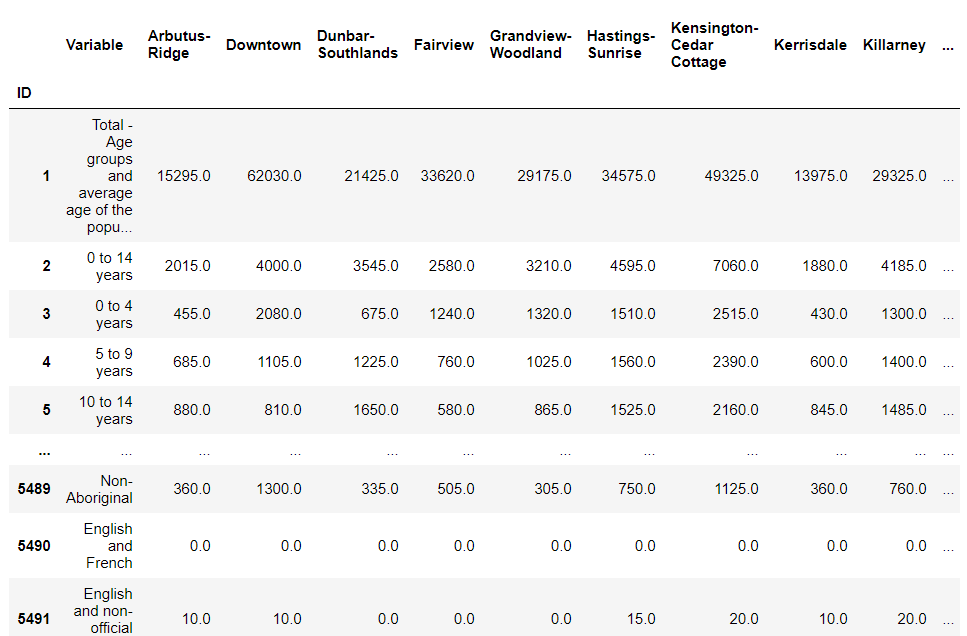 Variable Arbutus-Ridge Downtown Dunbar-Southlands Fairview Grandview-Woodland Hastings-Sunrise Kensington-Cedar Cottage Kerrisdale Killarney ...
ID
1 Total - Age groups and average age of the popu... 15295.0 62030.0 21425.0 33620.0 29175.0 34575.0 49325.0 13975.0 29325.0 ...
2 0 to 14 years 2015.0 4000.0 3545.0 2580.0 3210.0 4595.0 7060.0 1880.0 4185.0 ...
3 0 to 4 years 455.0 2080.0 675.0 1240.0 1320.0 1510.0 2515.0 430.0 1300.0 ...
4 5 to 9 years 685.0 1105.0 1225.0 760.0 1025.0 1560.0 2390.0 600.0 1400.0 ...
5 10 to 14 years 880.0 810.0 1650.0 580.0 865.0 1525.0 2160.0 845.0 1485.0 ...
... ... ... ... ... ... ... ... ... ... ... ...
5489 Non-Aboriginal 360.0 1300.0 335.0 505.0 305.0 750.0 1125.0 360.0 760.0 ...
5490 English and French 0.0 0.0 0.0 0.0 0.0 0.0 0.0 0.0 0.0 ...
5491 English and non-official 10.0 10.0 0.0 0.0 0.0 15.0 20.0 10.0 20.0 ...